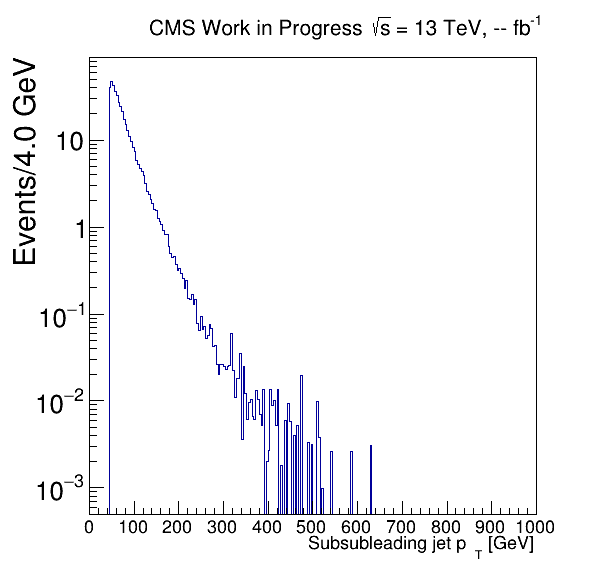 CMS Work in Progress √s = 13 TeV, -- fb⁻¹
Events/4.0 GeV
10
1
10⁻¹
10⁻²
10⁻³
0 100 200 300 400 500 600 700 800 900 1000
Subsubleading jet p_T [GeV]